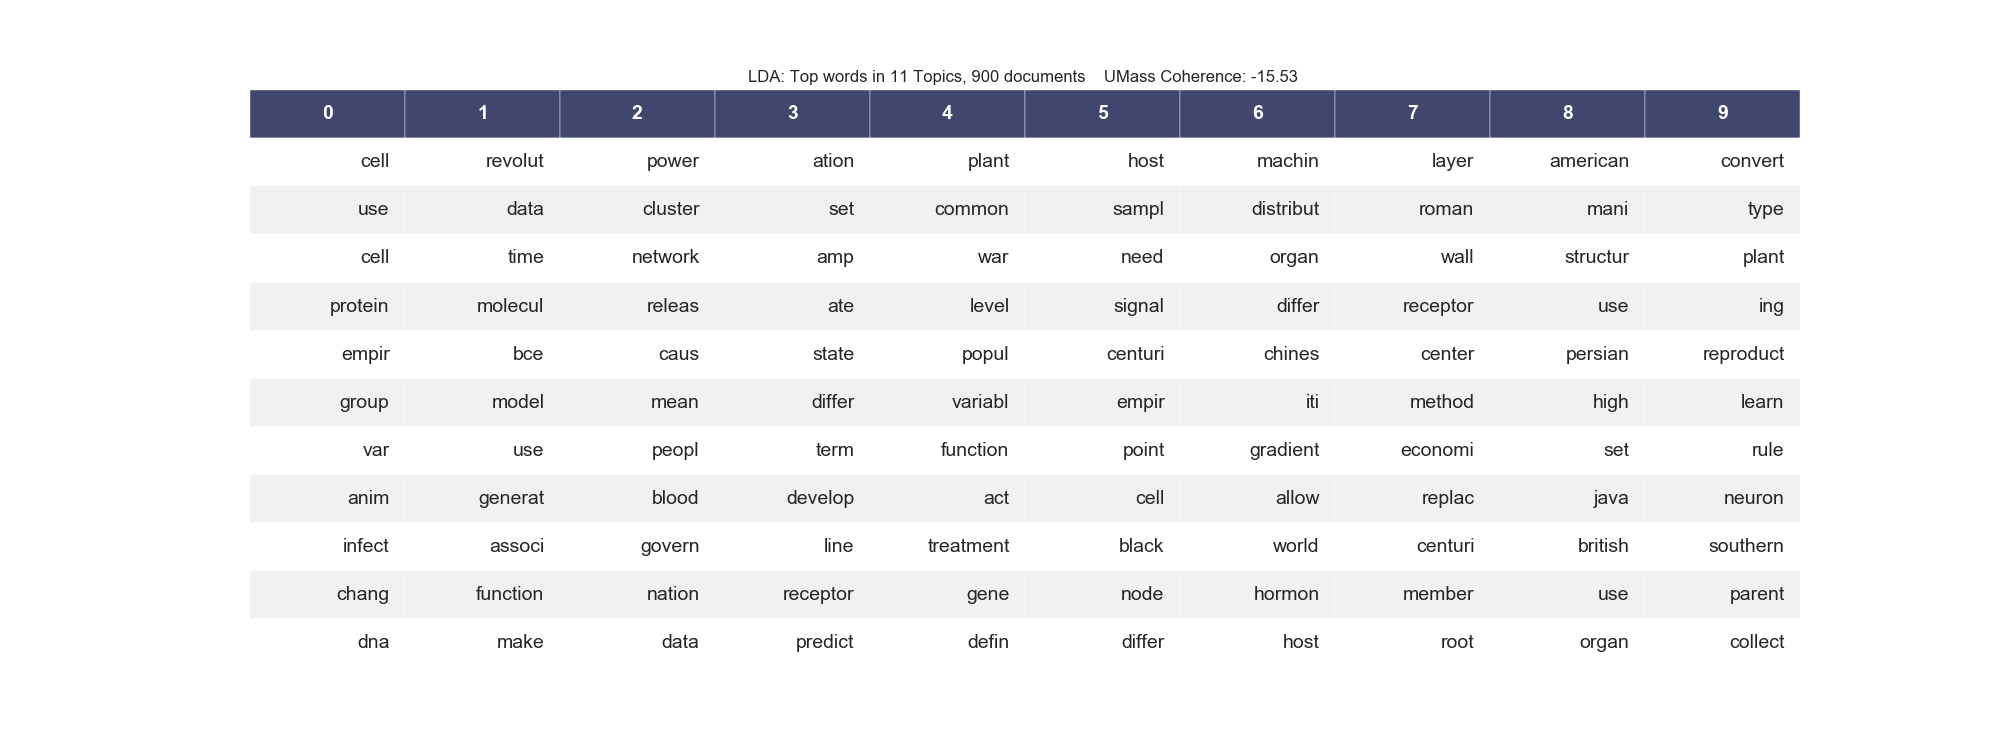 LDA: Top words in 11 Topics, 900 documents    UMass Coherence: -15.53
0 1 2 3 4 5 6 7 8 9
cell revolut power ation plant host machin layer american convert
use data cluster set common sampl distribut roman mani type
cell time network amp war need organ wall structur plant
protein molecul releas ate level signal differ receptor use ing
empir bce caus state popul centuri chines center persian reproduct
group model mean differ variabl empir iti method high learn
var use peopl term function point gradient economi set rule
anim generat blood develop act cell allow replac java neuron
infect associ govern line treatment black world centuri british southern
chang function nation receptor gene node hormon member use parent
dna make data predict defin differ host root organ collect